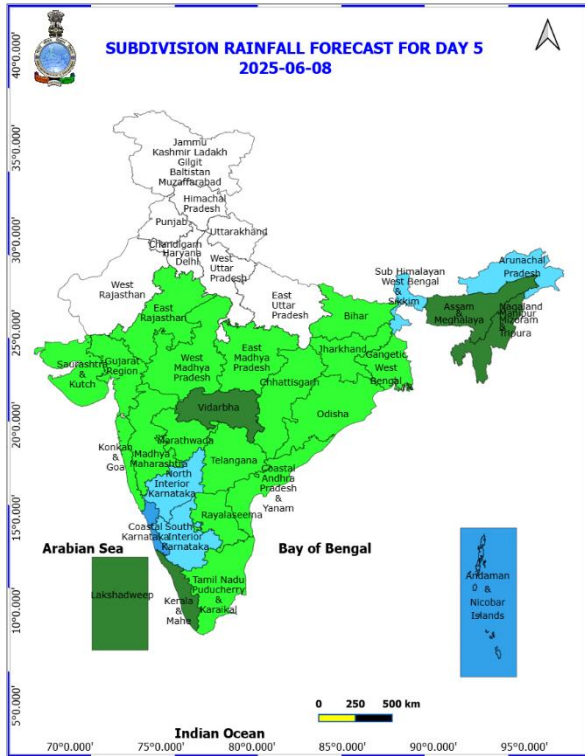 SUBDIVISION RAINFALL FORECAST FOR DAY 5
2025-06-08
40°0.000'
35°0.000'
30°0.000'
25°0.000'
20°0.000'
15°0.000'
10°0.000'
5°0.000'
Jammu
Kashmir Ladakh
Gilgit
Baltistan
Muzaffarabad
Himachal
Pradesh
Punjab
Uttarakhand
Chandigarh
Haryana
Delhi
West
Uttar
Pradesh
West
Rajasthan
East
Uttar
Pradesh
East
Rajasthan
Sub Himalayan
West Bengal
&
Sikkim
Arunachal
Pradesh
Assam
&
Meghalaya
Nagaland
Manipur
Mizoram
&
Tripura
Bihar
Jharkhand
Gangetic
West
Bengal
Saurashtra
&
Kutch
Gujarat
Region
West
Madhya
Pradesh
East
Madhya
Pradesh
Chhattisgarh
Odisha
Vidarbha
Konkan
&
Goa
Marathwada
Madhya
Maharashtra
North
Interior
Karnataka
Telangana
Coastal
Andhra
Pradesh
&
Yanam
Rayalaseema
Coastal
Karnataka
South
Interior
Karnataka
Arabian Sea
Bay of Bengal
Lakshadweep
Kerala
&
Mahe
Tamil Nadu
Puducherry
&
Karaikal
Andaman
&
Nicobar
Islands
0 250 500 km
Indian Ocean
70°0.000' 75°0.000' 80°0.000' 85°0.000' 90°0.000' 95°0.000'